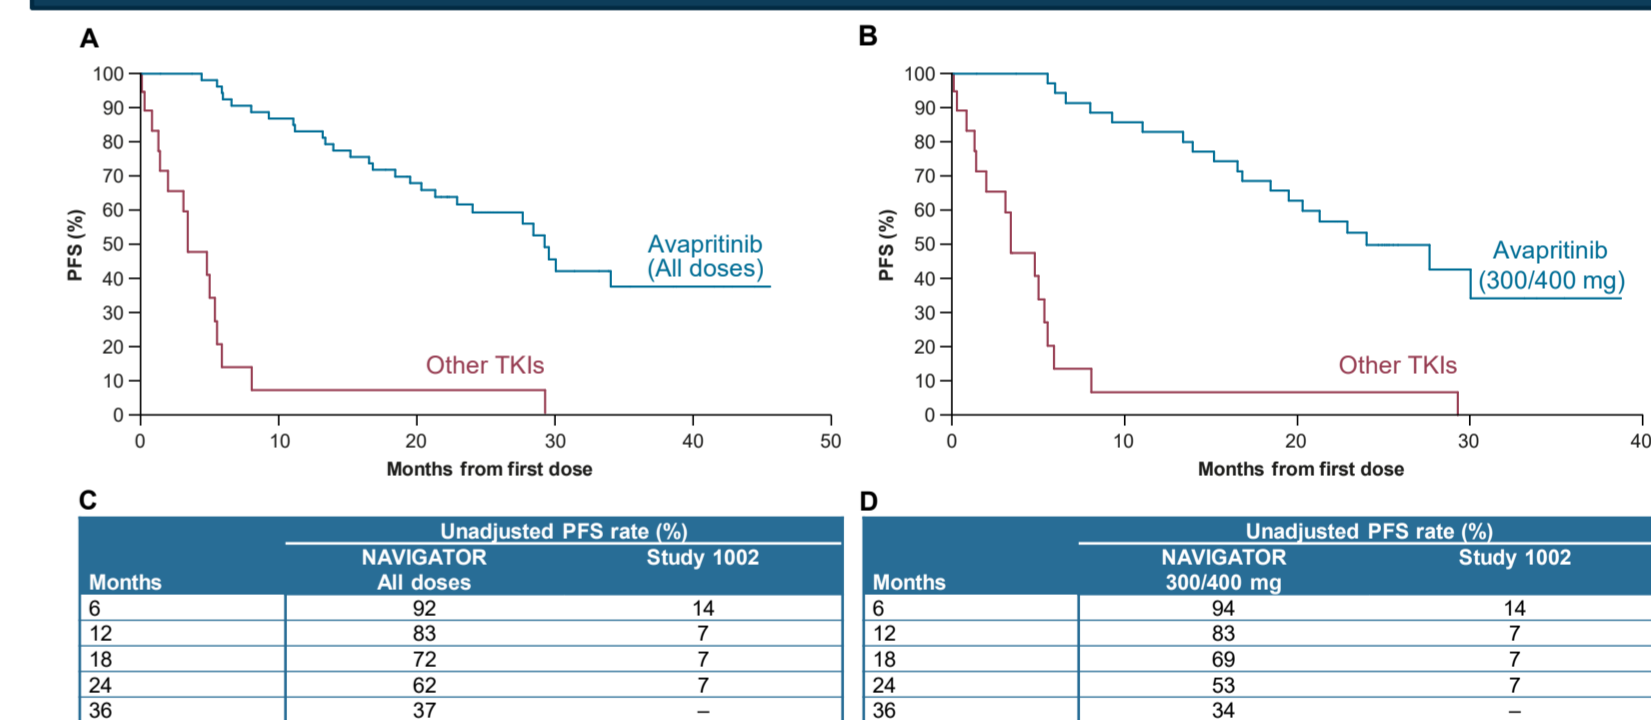 A
100
90
80
70
60
50
40
30
20
10
0
PFS (%)
Avapritinib
(All doses)
Other TKIs
0 10 20 30 40 50
Months from first dose
B
100
90
80
70
60
50
40
30
20
10
0
PFS (%)
Avapritinib
(300/400 mg)
Other TKIs
0 10 20 30 40
Months from first dose
C
Unadjusted PFS rate (%)
NAVIGATOR Study 1002
Months All doses
6 92 14
12 83 7
18 72 7
24 62 7
36 37 –
D
Unadjusted PFS rate (%)
NAVIGATOR Study 1002
Months 300/400 mg
6 94 14
12 83 7
18 69 7
24 53 7
36 34 –